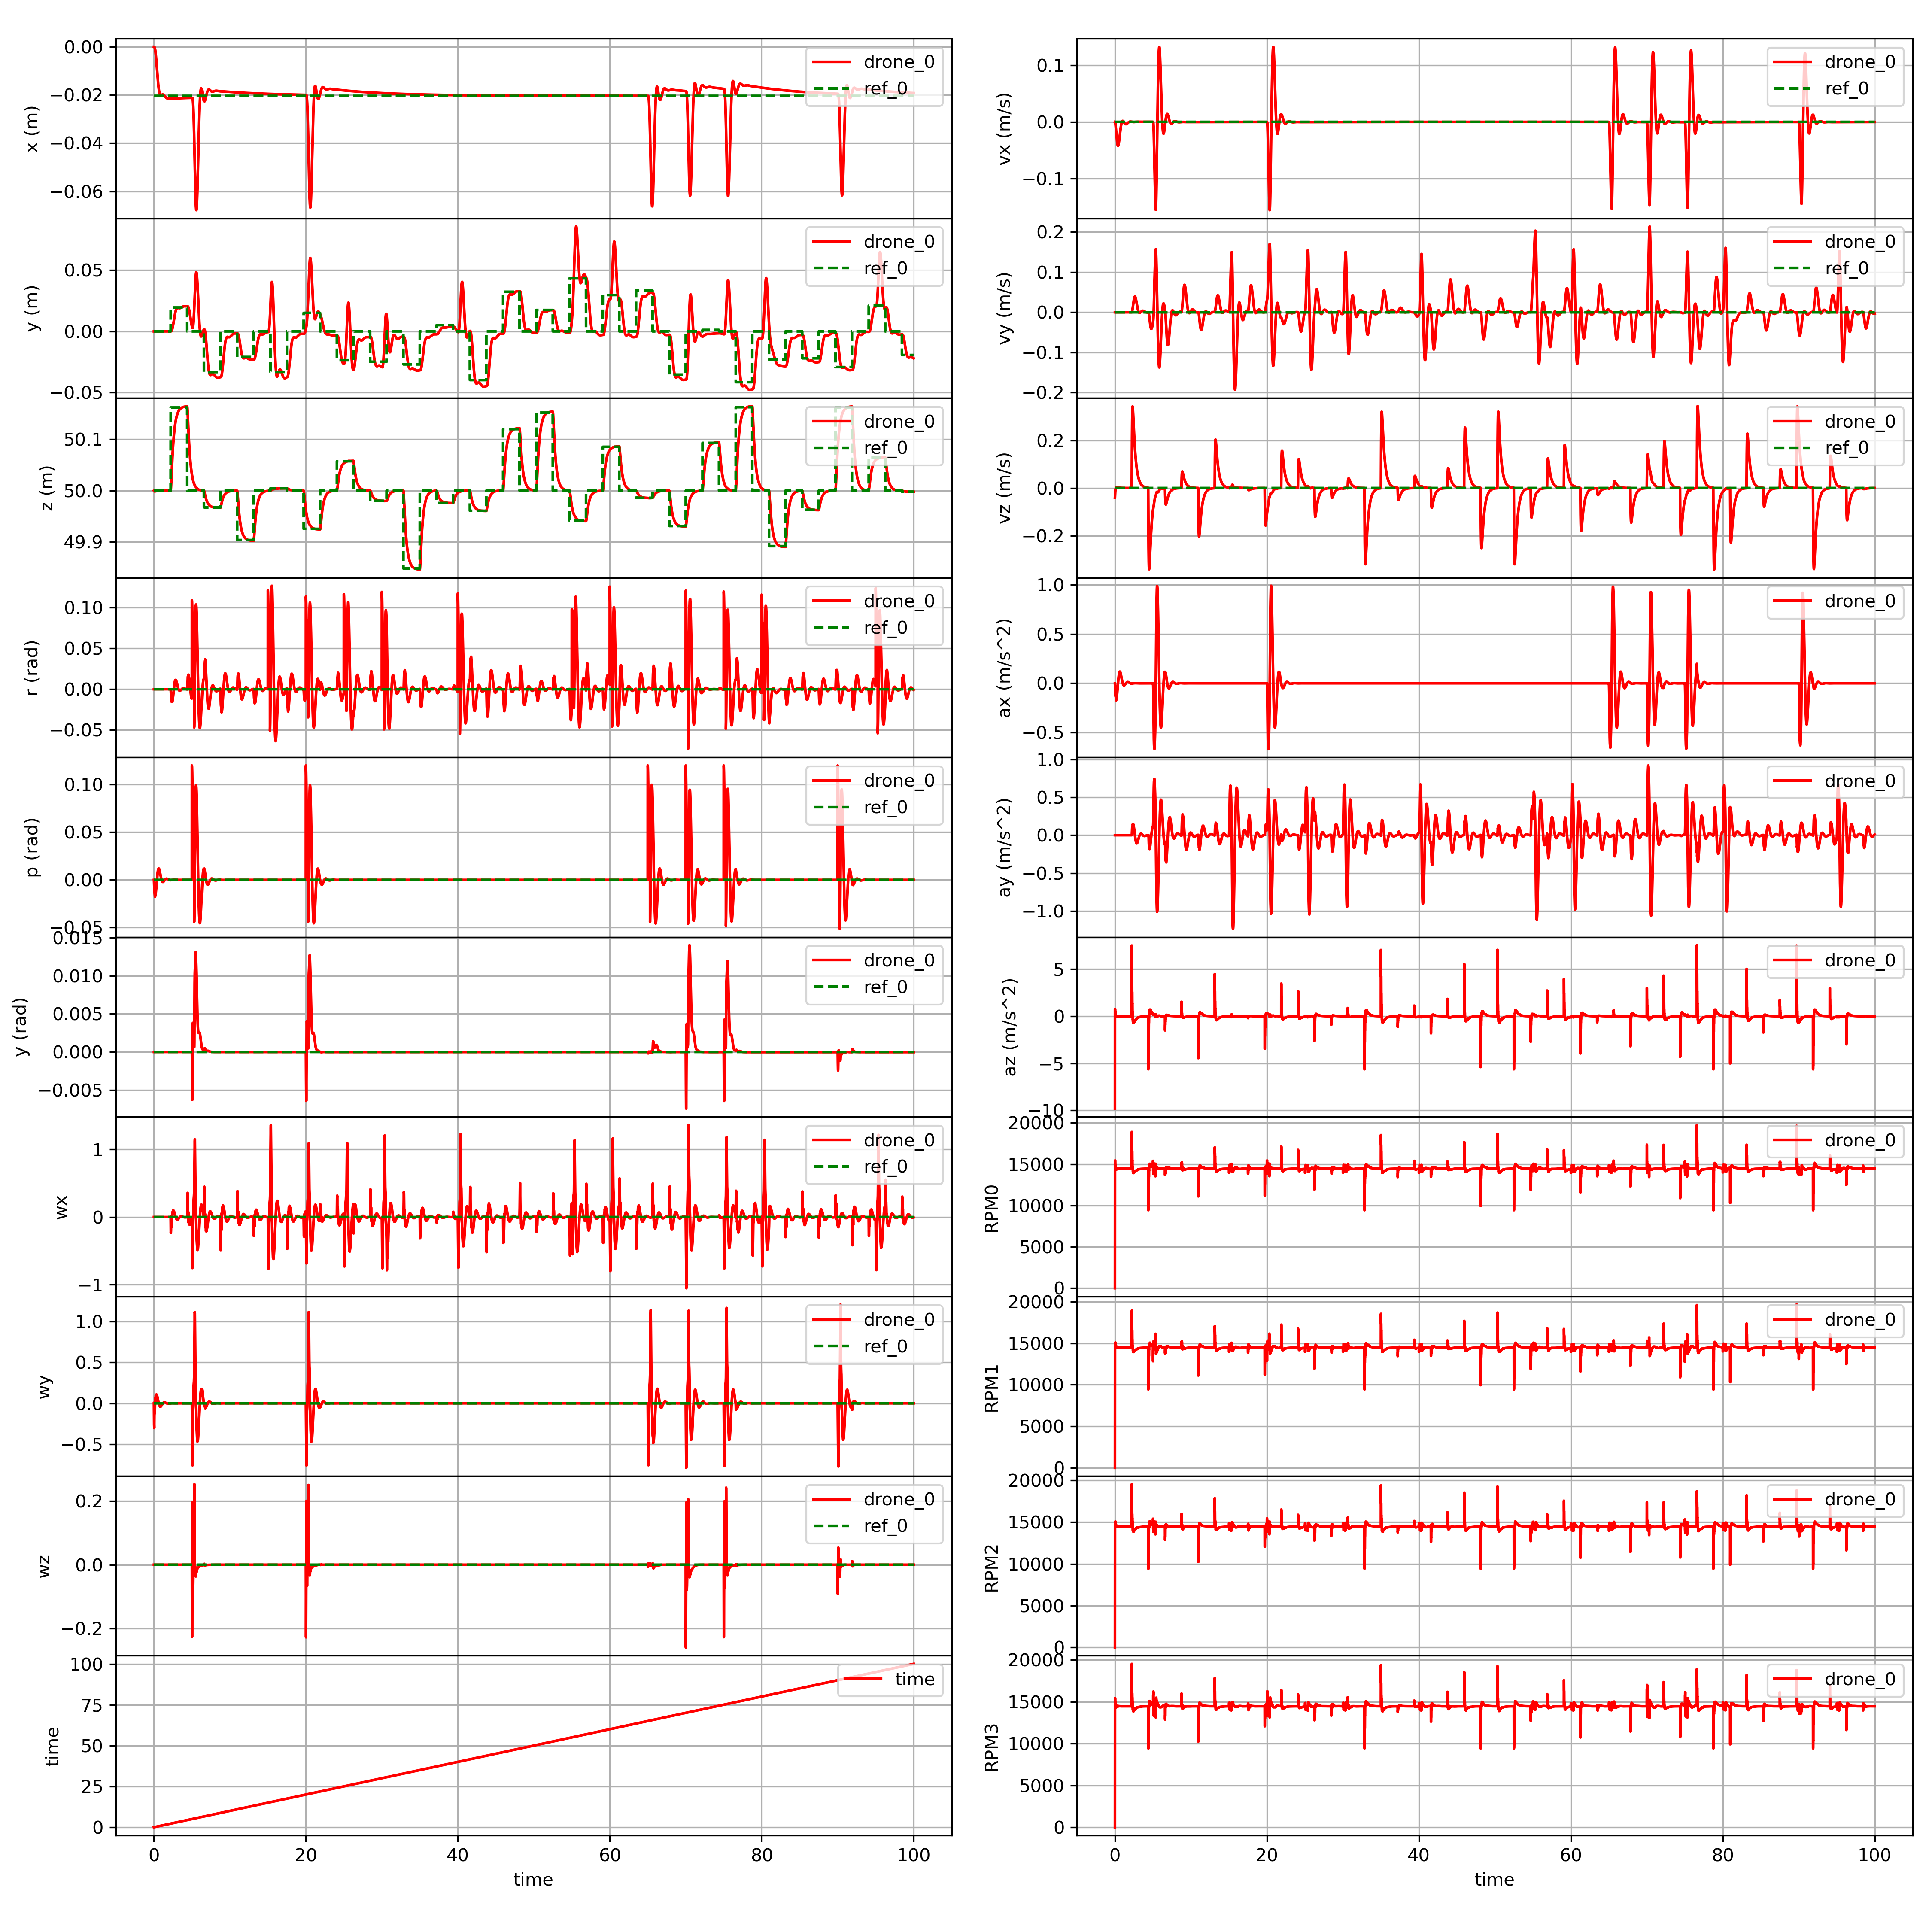 0.00
−0.02
−0.04
−0.06
x (m)
drone_0
ref_0
0.05
0.00
−0.05
y (m)
drone_0
ref_0
50.1
50.0
49.9
z (m)
drone_0
ref_0
0.10
0.05
0.00
−0.05
r (rad)
drone_0
ref_0
0.10
0.05
0.00
−0.05
p (rad)
drone_0
ref_0
0.015
0.010
0.005
0.000
−0.005
y (rad)
drone_0
ref_0
1
0
−1
wx
drone_0
ref_0
1.0
0.5
0.0
−0.5
wy
drone_0
ref_0
0.2
0.0
−0.2
wz
drone_0
ref_0
100
75
50
25
0
time
time
0 20 40 60 80 100
time
0.1
0.0
−0.1
vx (m/s)
drone_0
ref_0
0.2
0.1
0.0
−0.1
−0.2
vy (m/s)
drone_0
ref_0
0.2
0.0
−0.2
vz (m/s)
drone_0
ref_0
1.0
0.5
0.0
−0.5
ax (m/s^2)
drone_0
1.0
0.5
0.0
−0.5
−1.0
ay (m/s^2)
drone_0
5
0
−5
−10
az (m/s^2)
drone_0
20000
15000
10000
5000
0
RPM0
drone_0
20000
15000
10000
5000
0
RPM1
drone_0
20000
15000
10000
5000
0
RPM2
drone_0
20000
15000
10000
5000
0
RPM3
drone_0
0 20 40 60 80 100
time